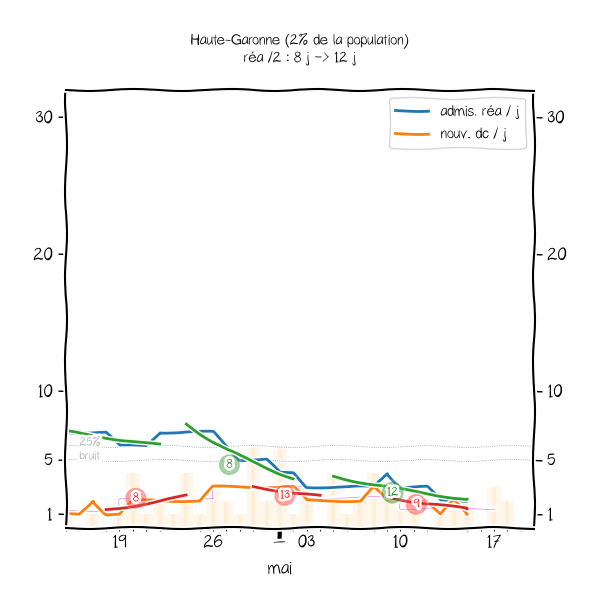 Haute-Garonne (2% de la population)
réa /2 : 8 j -> 12 j
admis. réa / j
nouv. dc / j
30 30
20 20
10 10
25%
5 5
bruit
8
12
8
13
9
1 1
19 26 1 03 10 17
mai